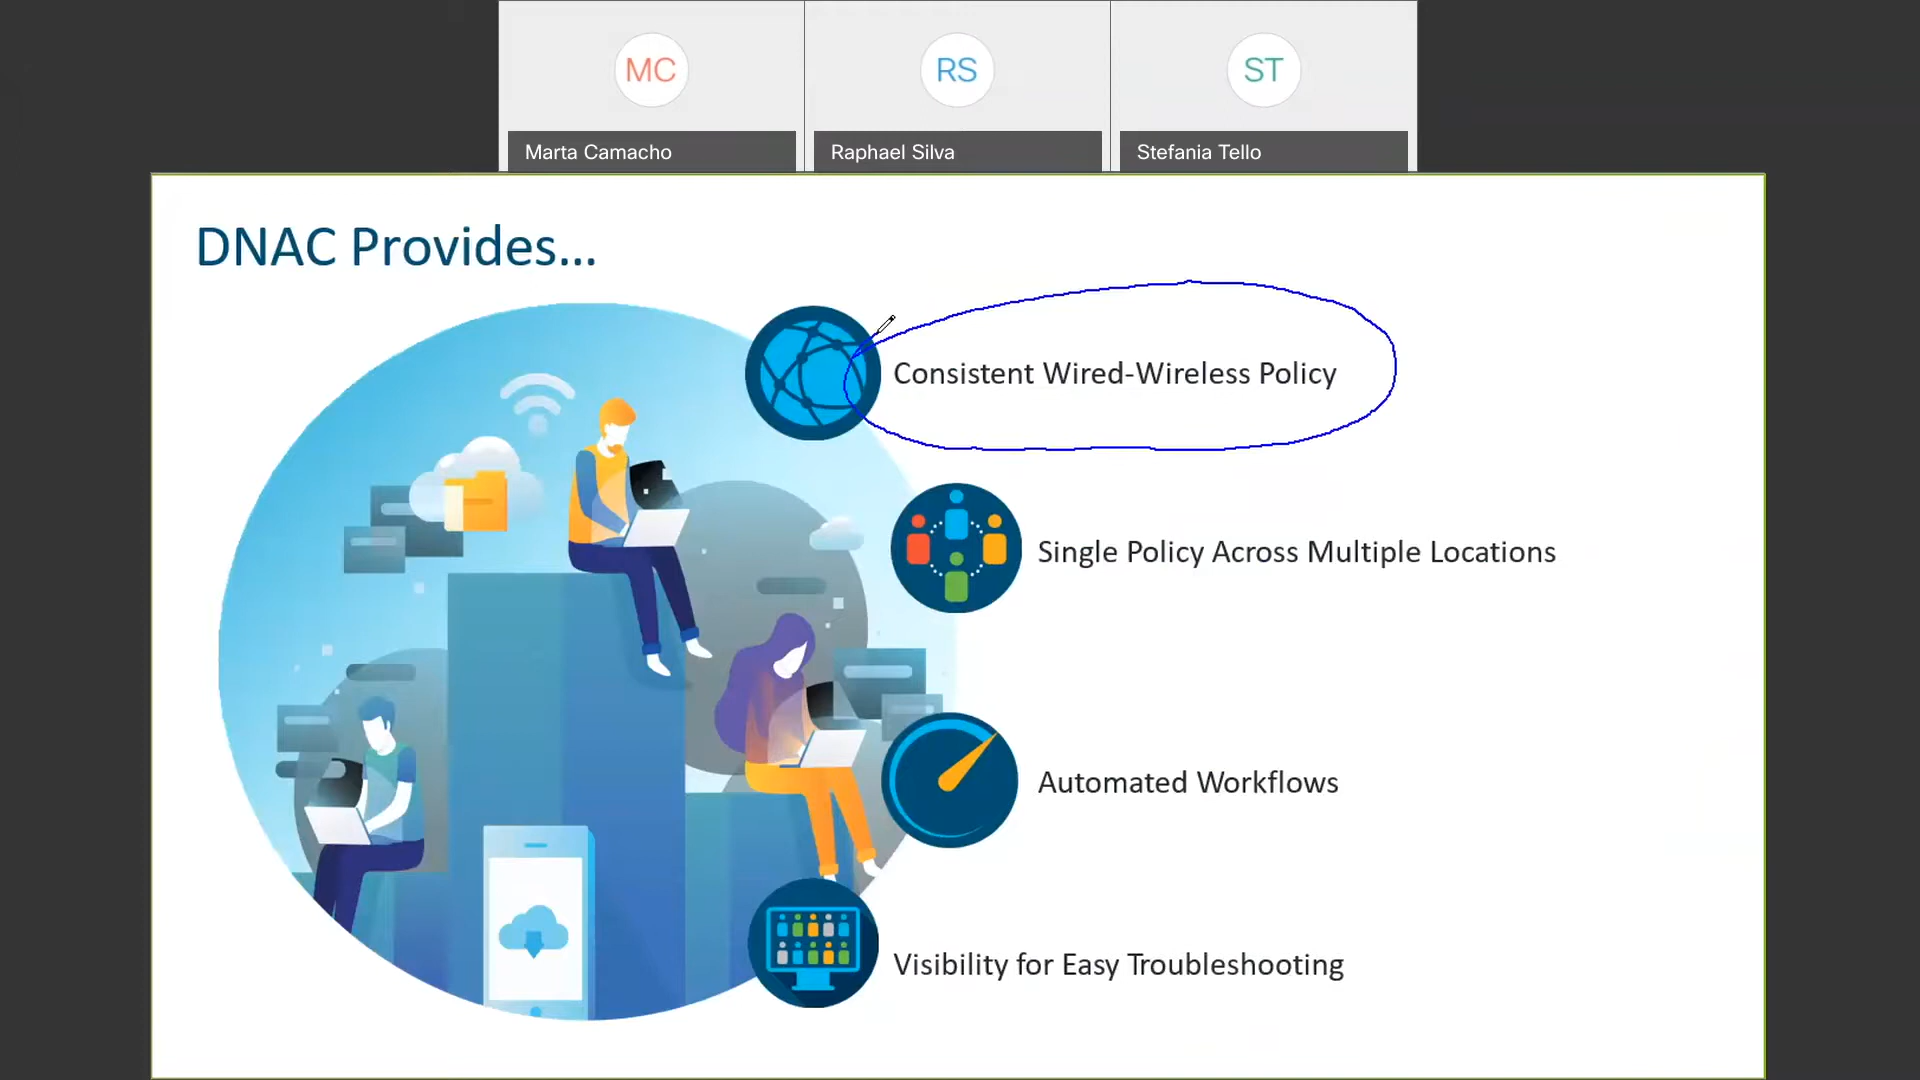 MC
RS
ST
Marta Camacho
Raphael Silva
Stefania Tello
DNAC Provides...
Consistent Wired-Wireless Policy
Single Policy Across Multiple Locations
Automated Workflows
Visibility for Easy Troubleshooting